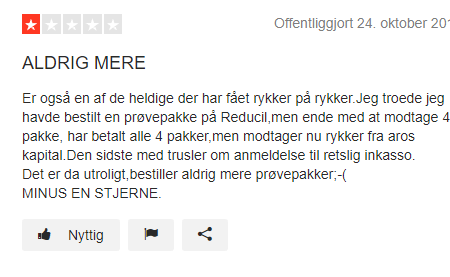 Offentliggjort 24. oktober
ALDRIG MERE
Er også en af de heldige der har fået rykker på rykker.Jeg troede jeg
havde bestilt en prøvepakke på Reducil,men ende med at modtage 4
pakke, har betalt alle 4 pakker,men modtager nu rykker fra aros
kapital.Den sidste med trusler om anmeldelse til retslig inkasso.
Det er da utroligt,bestiller aldrig mere prøvepakker;-(
MINUS EN STJERNE.
Nyttig